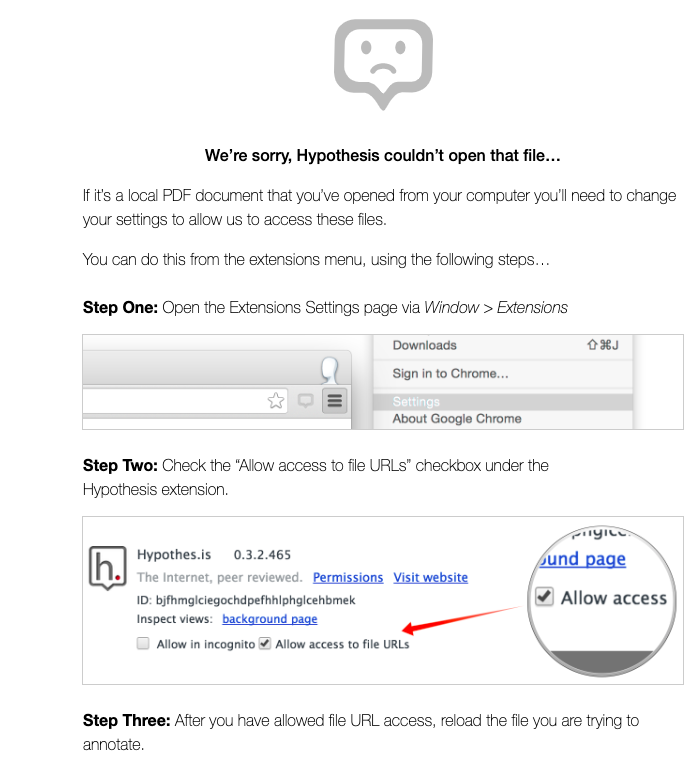 We're sorry, Hypothesis couldn't open that file…
If it's a local PDF document that you've opened from your computer you'll need to change
your settings to allow us to access these files.
You can do this from the extensions menu, using the following steps…
Step One: Open the Extensions Settings page via Window > Extensions
Downloads ⇧⌘J
Sign in to Chrome...
Settings
About Google Chrome
Step Two: Check the “Allow access to file URLs” checkbox under the
Hypothesis extension.
h.
Hypothes.is 0.3.2.465
The Internet, peer reviewed. Permissions Visit website
ID: bjfhmglciegochdpefhhlphglcehbmek
Inspect views: background page
Allow in incognito Allow access to file URLs
und page
Allow access
Step Three: After you have allowed file URL access, reload the file you are trying to
annotate.